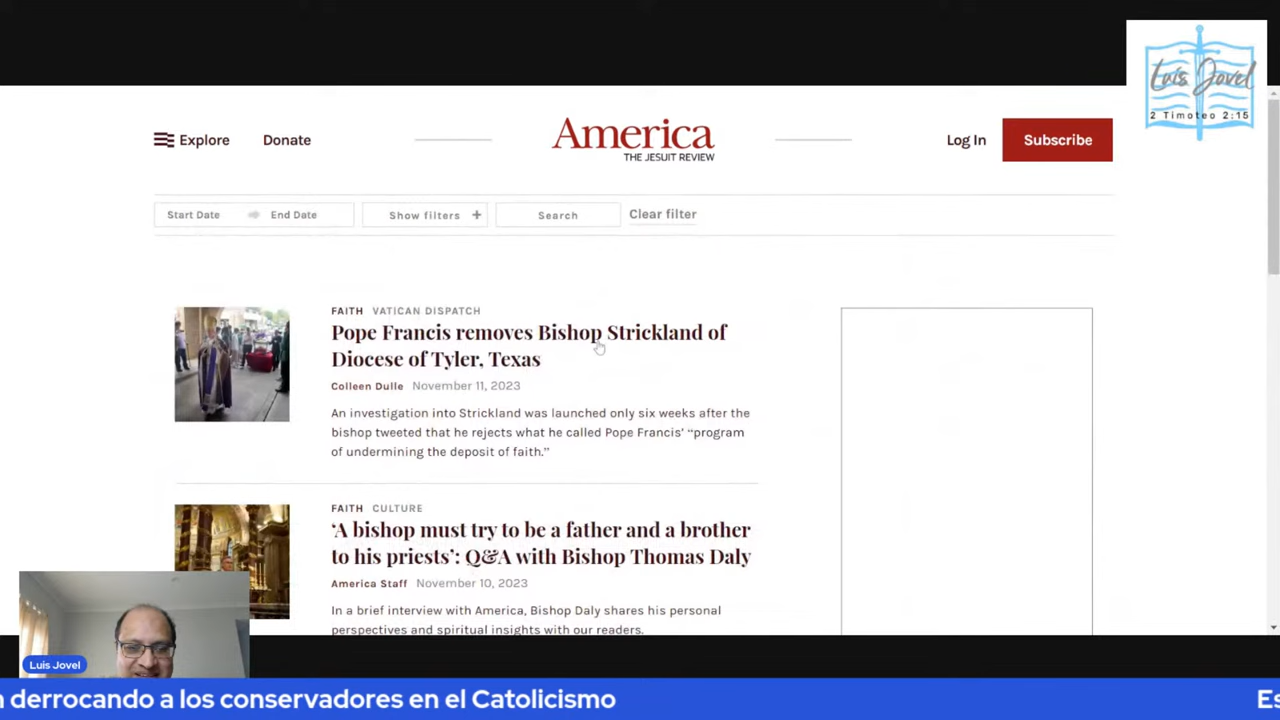 Luis Jovel
2 Timoteo 2:15
Explore
Donate
America
THE JESUIT REVIEW
Log In
Subscribe
Start Date
End Date
Show filters +
Search
Clear filter
FAITH VATICAN DISPATCH
Pope Francis removes Bishop Strickland of
Diocese of Tyler, Texas
Colleen Dulle November 11, 2023
An investigation into Strickland was launched only six weeks after the
bishop tweeted that he rejects what he called Pope Francis’ “program
of undermining the deposit of faith.”
FAITH CULTURE
‘A bishop must try to be a father and a brother
to his priests’: Q&A with Bishop Thomas Daly
America Staff November 10, 2023
In a brief interview with America, Bishop Daly shares his personal
perspectives and spiritual insights with our readers.
Luis Jovel
derrocando a los conservadores en el Catolicismo